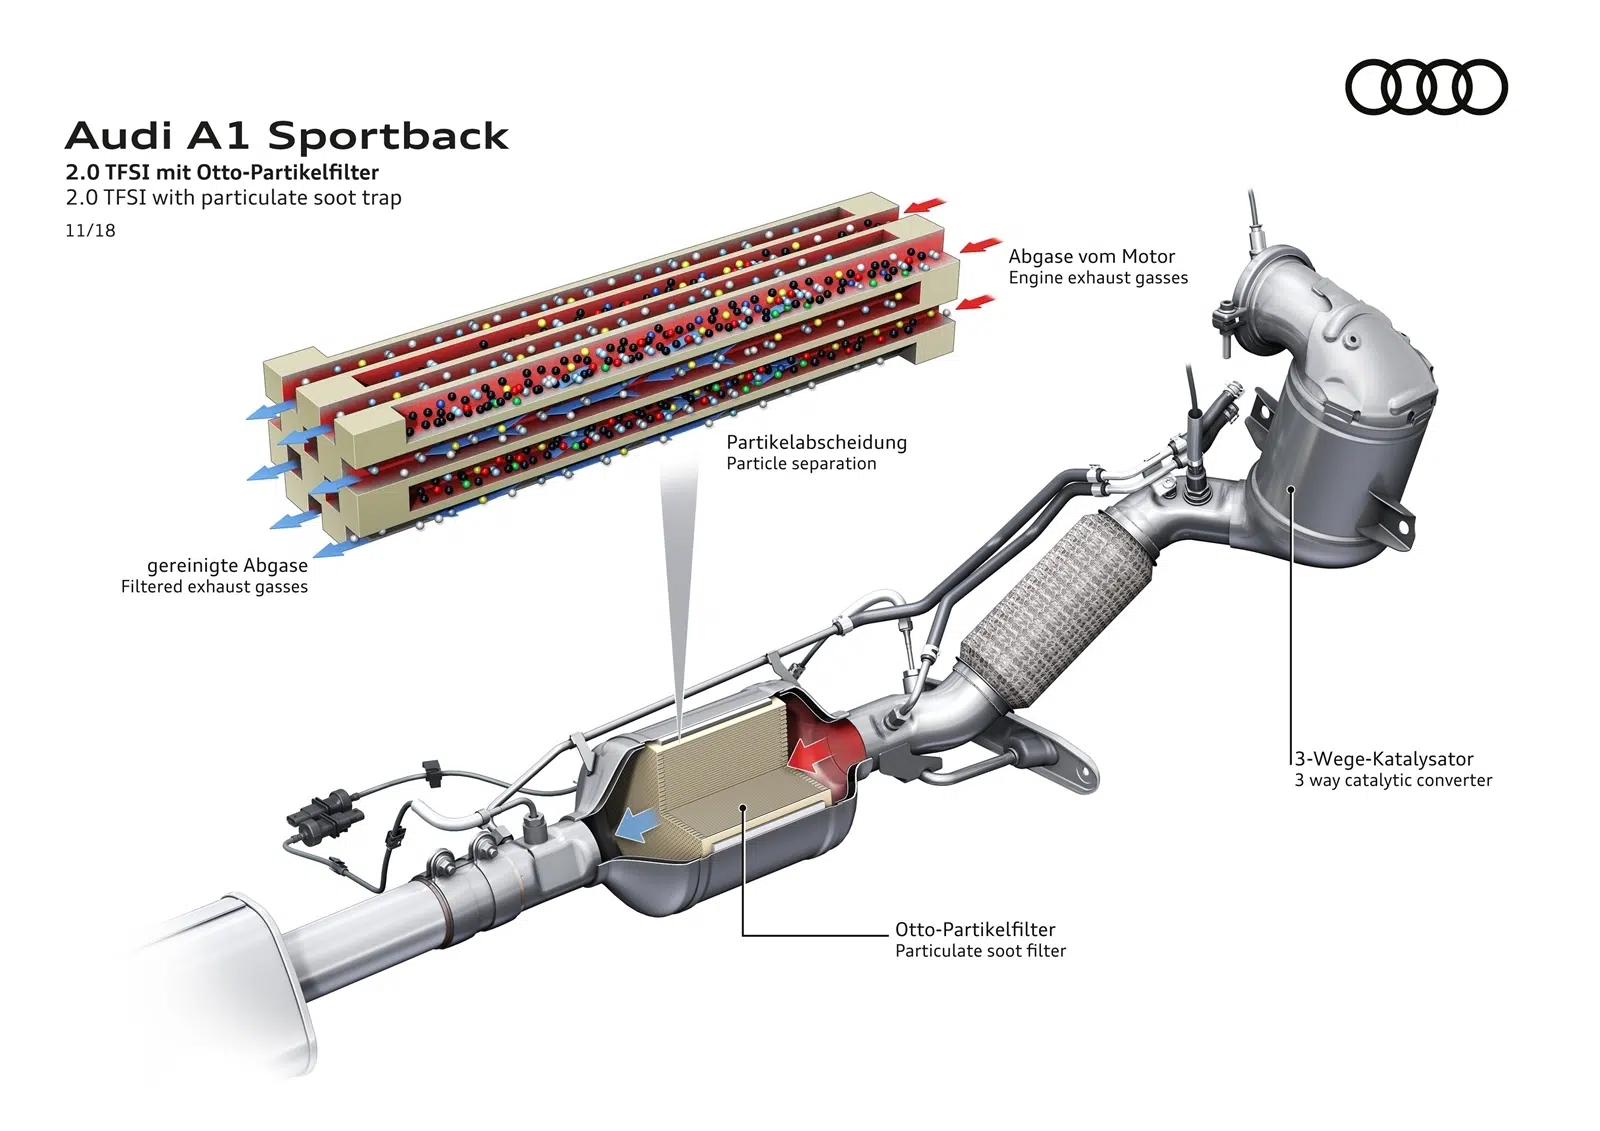 Audi A1 Sportback
2.0 TFSI mit Otto-Partikelfilter
2.0 TFSI with particulate soot trap
11/18
Abgase vom Motor
Engine exhaust gasses
Partikelabscheidung
Particle separation
gereinigte Abgase
Filtered exhaust gasses
3-Wege-Katalysator
3 way catalytic converter
Otto-Partikelfilter
Particulate soot filter